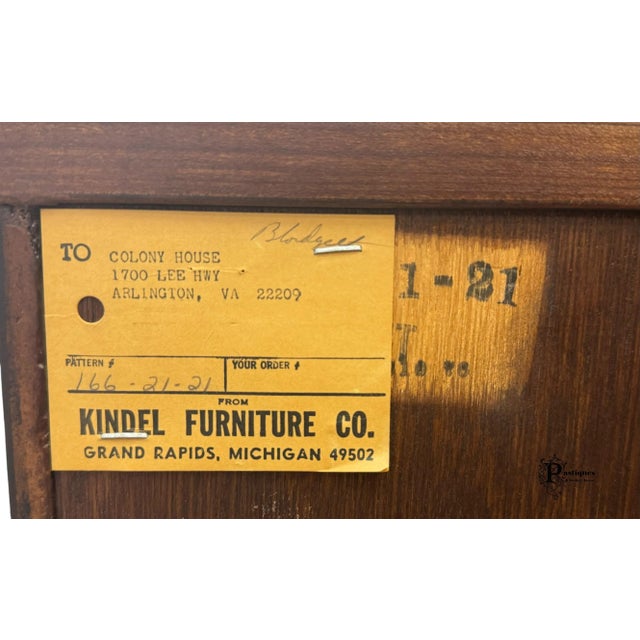 Blodgett
TO COLONY HOUSE
1700 LEE HWY
ARLINGTON, VA 22209
PATTERN # YOUR ORDER #
166-21-21
FROM
KINDEL FURNITURE CO.
GRAND RAPIDS, MICHIGAN 49502
1-21
Pastiques